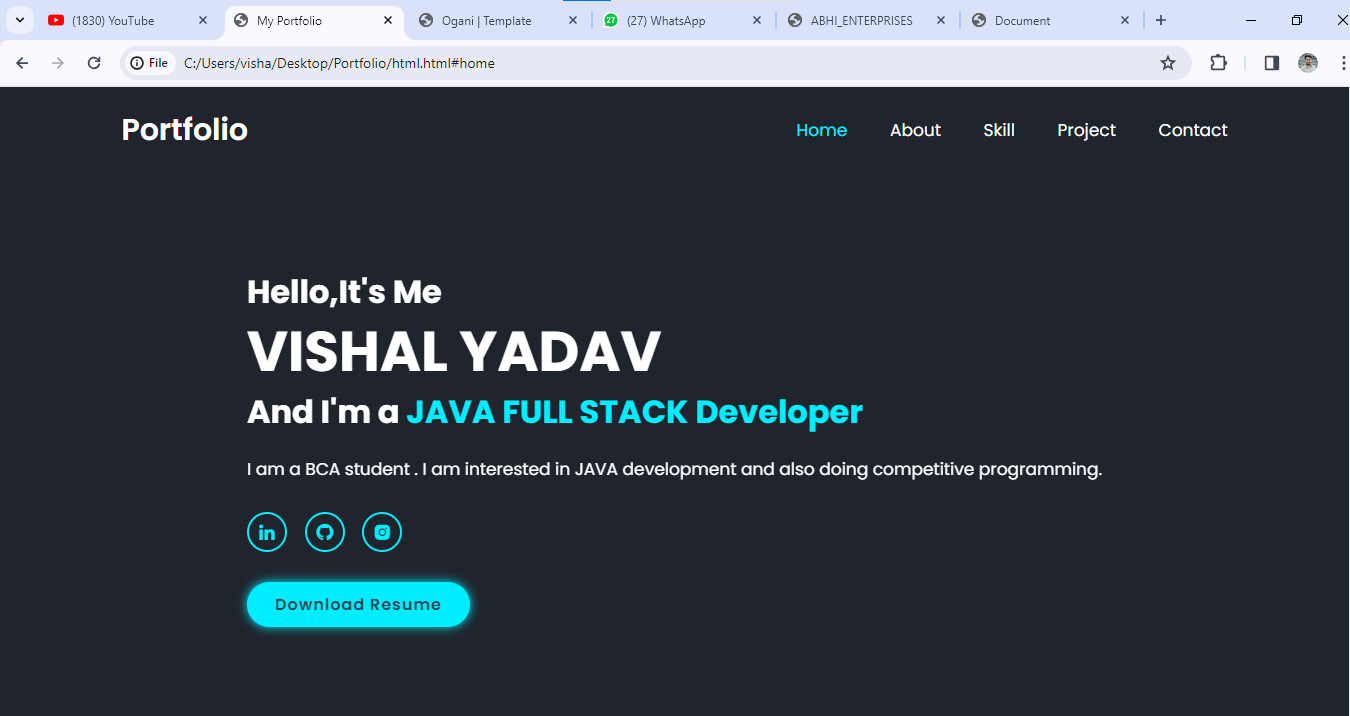 (1830) YouTube My Portfolio Ogani | Template 27 (27) WhatsApp ABHI_ENTERPRISES Document
File C:/Users/visha/Desktop/Portfolio/html.html#home
Portfolio Home About Skill Project Contact
Hello,It's Me
VISHAL YADAV
And I'm a JAVA FULL STACK Developer
I am a BCA student . I am interested in JAVA development and also doing competitive programming.
in
Download Resume